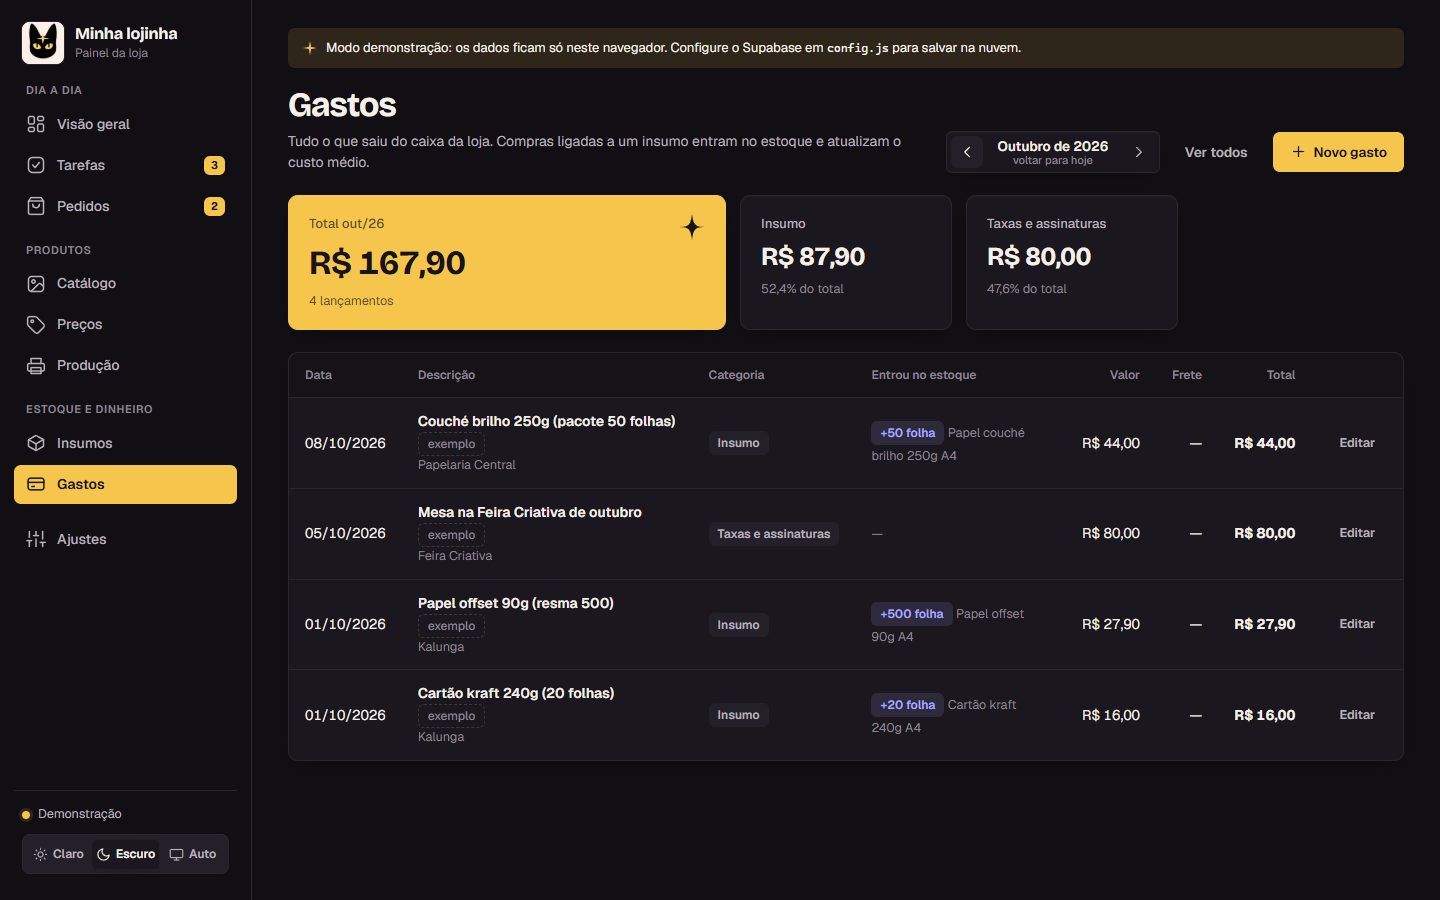 Minha lojinha
Painel da loja
DIA A DIA
Visão geral
Tarefas 3
Pedidos 2
PRODUTOS
Catálogo
Preços
Produção
ESTOQUE E DINHEIRO
Insumos
Gastos
Ajustes
Demonstração
Claro Escuro Auto
Modo demonstração: os dados ficam só neste navegador. Configure o Supabase em config.js para salvar na nuvem.
Gastos
Tudo o que saiu do caixa da loja. Compras ligadas a um insumo entram no estoque e atualizam o
custo médio.
Outubro de 2026
voltar para hoje
Ver todos
Novo gasto
Total out/26
R$ 167,90
4 lançamentos
Insumo
R$ 87,90
52,4% do total
Taxas e assinaturas
R$ 80,00
47,6% do total
Data Descrição Categoria Entrou no estoque Valor Frete Total
08/10/2026
Couché brilho 250g (pacote 50 folhas)
exemplo
Papelaria Central
Insumo
+50 folha Papel couché
brilho 250g A4
R$ 44,00 — R$ 44,00 Editar
05/10/2026
Mesa na Feira Criativa de outubro
exemplo
Feira Criativa
Taxas e assinaturas
—
R$ 80,00 — R$ 80,00 Editar
01/10/2026
Papel offset 90g (resma 500)
exemplo
Kalunga
Insumo
+500 folha Papel offset
90g A4
R$ 27,90 — R$ 27,90 Editar
01/10/2026
Cartão kraft 240g (20 folhas)
exemplo
Kalunga
Insumo
+20 folha Cartão kraft
240g A4
R$ 16,00 — R$ 16,00 Editar